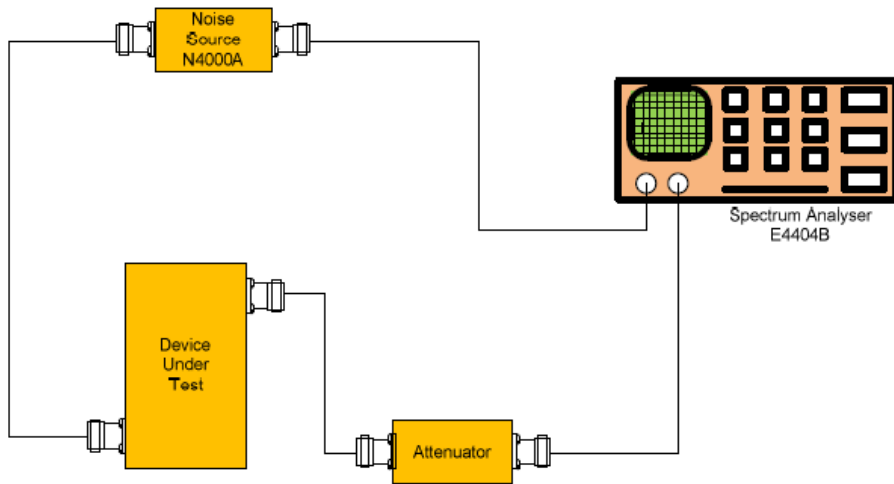 Noise
Source
N4000A
Spectrum Analyser
E4404B
Device
Under
Test
Attenuator